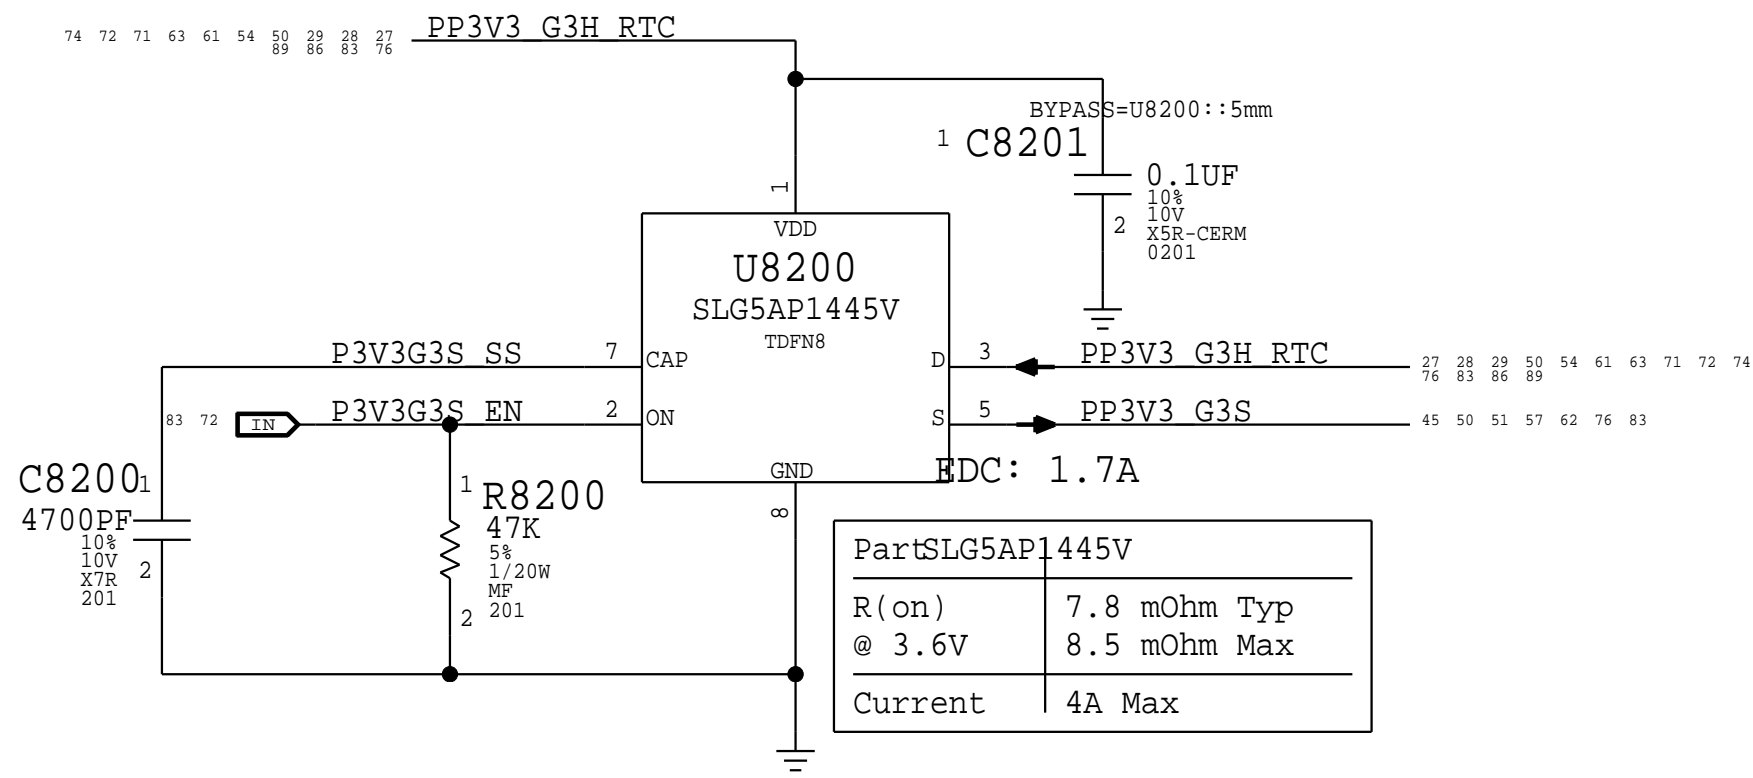 PP3V3_G3H_RTC
74 72 71 63 61 54 50 29 28 27
89 86 83 76
BYPASS=U8200::5mm
1 C8201
0.1UF
10%
10V
X5R-CERM
0201
2
1
VDD
U8200
SLG5AP1445V
TDFN8
P3V3G3S_SS 7 CAP
D 3 PP3V3_G3H_RTC
27 28 29 50 54 61 63 71 72 74
76 83 86 89
83 72 IN P3V3G3S_EN 2 ON
S 5 PP3V3_G3S 45 50 51 57 62 76 83
GND
8
EDC: 1.7A
C8200 1
4700PF
10%
10V
X7R
201
2
1 R8200
47K
5%
1/20W
MF
201
2
Part SLG5AP1445V
R(on) 7.8 mOhm Typ
@ 3.6V 8.5 mOhm Max
Current 4A Max